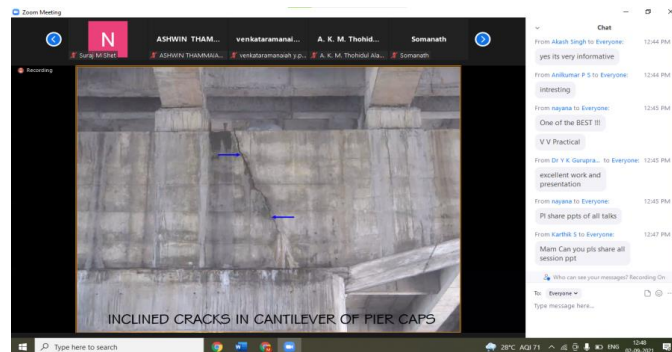 Zoom Meeting
N
ASHWIN THAM...
venkataramanai...
A. K. M. Thohid...
Somanath
Suraj M Shet
ASHWIN THAMMAIA...
venkataramanaiah y.p...
A. K. M. Thohidul Ala...
Somanath
Recording
INCLINED CRACKS IN CANTILEVER OF PIER CAPS
Chat
From Akash Singh to Everyone: 12:44 PM
yes its very informative
From Anilkumar P S to Everyone: 12:44 PM
intresting
From nayana to Everyone: 12:45 PM
One of the BEST !!!
V V Practical
From Dr Y K Gurupra... to Everyone: 12:45 PM
excellent work and
presentation
From nayana to Everyone: 12:45 PM
Pl share ppts of all talks
From Karthik S to Everyone: 12:47 PM
Mam Can you pls share all
session ppt
Who can see your messages? Recording On
To: Everyone
Type message here...
Type here to search
28°C AQI 71
ENG
12:48
02-09-2021